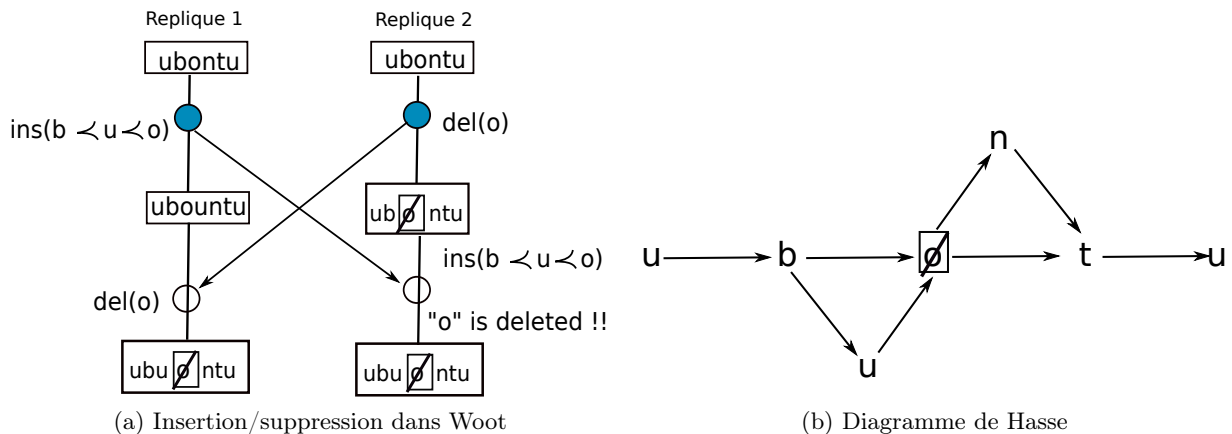 Replique 1
Replique 2
ubontu
ubontu
ins(b ≺ u ≺ o)
del(o)
ubountu
ubo ntu
ins(b ≺ u ≺ o)
del(o)
"o" is deleted !!
ubu o ntu
ubu o ntu
(a) Insertion/suppression dans Woot
n
u b o t u
u
(b) Diagramme de Hasse